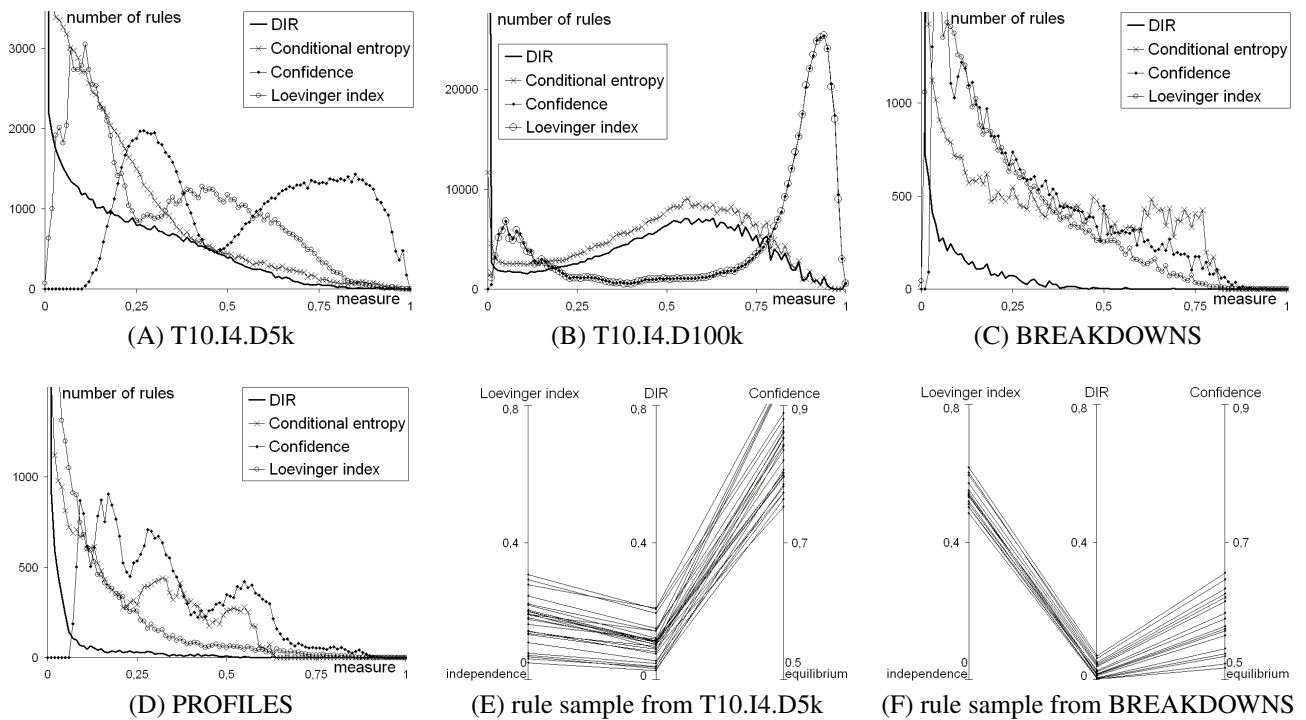 number of rules
DIR
Conditional entropy
Confidence
Loevinger index
3000
2000
1000
0
0 0,25 0,5 0,75 1
measure
(A) T10.I4.D5k
number of rules
DIR
Conditional entropy
Confidence
Loevinger index
20000
10000
0
0 0,25 0,5 0,75 1
measure
(B) T10.I4.D100k
number of rules
DIR
Conditional entropy
Confidence
Loevinger index
1000
500
0
0 0,25 0,5 0,75 1
measure
(C) BREAKDOWNS
number of rules
DIR
Conditional entropy
Confidence
Loevinger index
1000
500
0
0 0,25 0,5 0,75 1
measure
(D) PROFILES
Loevinger index DIR Confidence
0,8 0,8 0,9
0,4 0,4 0,7
0 0 0.5
independence equilibrium
(E) rule sample from T10.I4.D5k
Loevinger index DIR Confidence
0,8 0,8 0,9
0,4 0,4 0,7
0 0 0.5
independence equilibrium
(F) rule sample from BREAKDOWNS